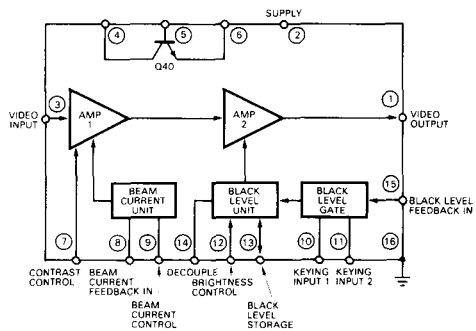 SUPPLY
4
5
6
2
Q40
VIDEO
INPUT
3
AMP
1
AMP
2
1
VIDEO
OUTPUT
BEAM
CURRENT
UNIT
BLACK
LEVEL
UNIT
BLACK
LEVEL
GATE
15
BLACK LEVEL
FEEDBACK IN
7
8
9
14
12
13
10
11
16
CONTRAST
CONTROL
BEAM
CURRENT
FEEDBACK IN
BEAM
CURRENT
CONTROL
DECOUPLE
BRIGHTNESS
CONTROL
BLACK
LEVEL
STORAGE
KEYING
INPUT 1
KEYING
INPUT 2